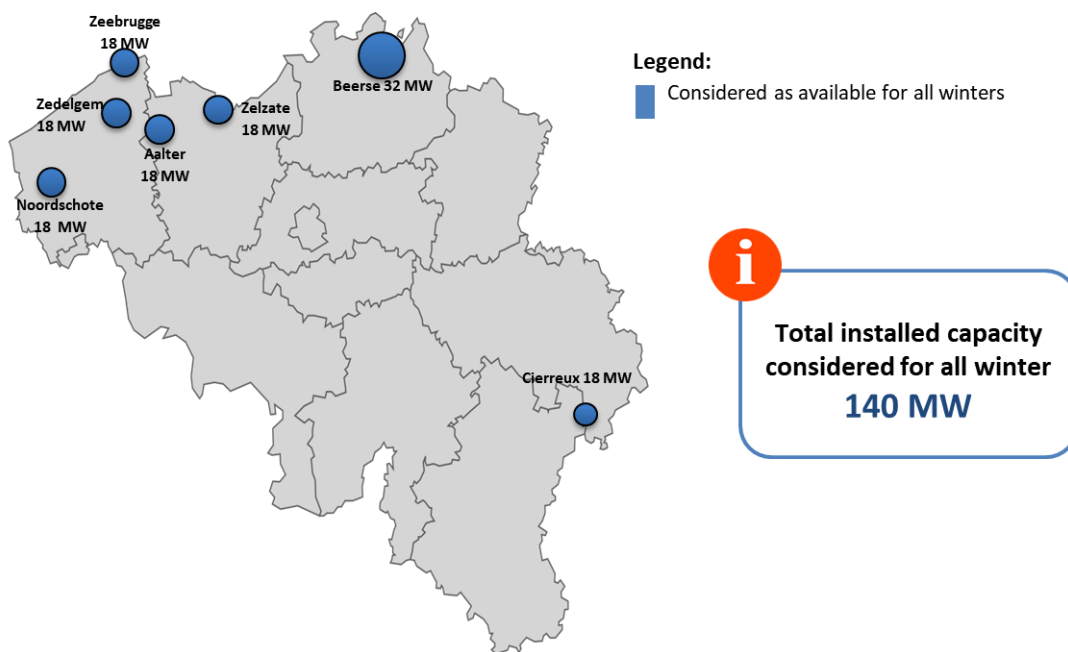 Zeebrugge
18 MW
Zedelgem
18 MW
Aalter
18 MW
Zelzate
18 MW
Beerse 32 MW
Noordschote
18 MW
Cierreux 18 MW
Legend:
Considered as available for all winters
i
Total installed capacity
considered for all winter
140 MW